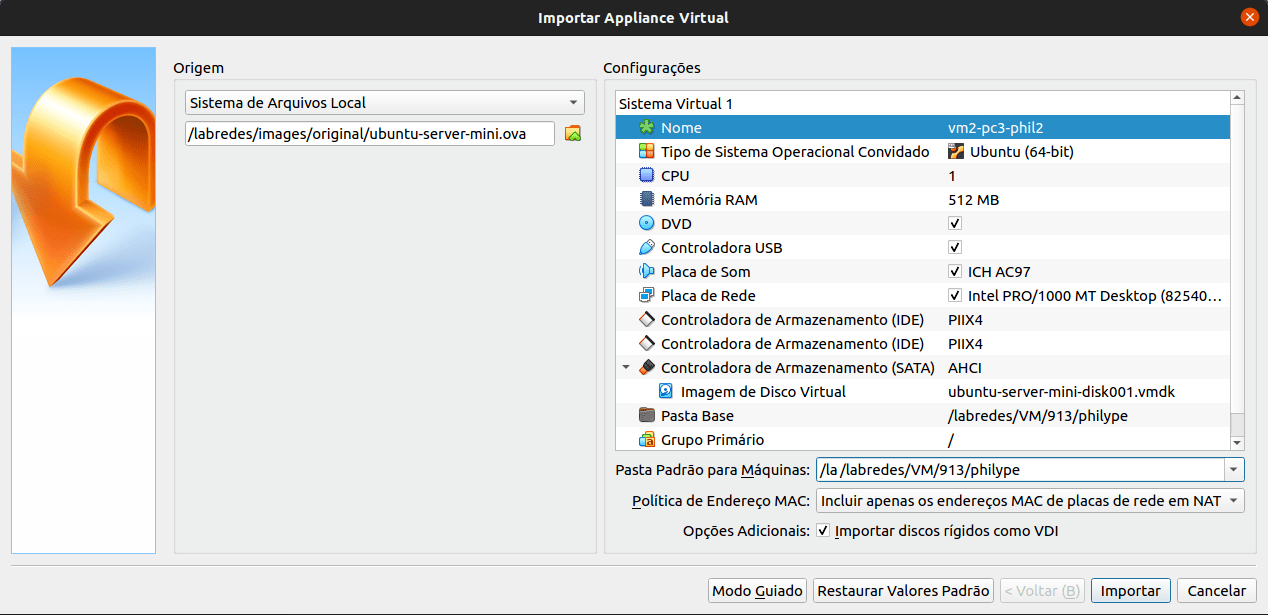 Importar Appliance Virtual
Origem
Sistema de Arquivos Local
/labredes/images/original/ubuntu-server-mini.ova
Configurações
Sistema Virtual 1
Nome vm2-pc3-phil2
Tipo de Sistema Operacional Convidado Ubuntu (64-bit)
CPU 1
Memória RAM 512 MB
DVD
Controladora USB
Placa de Som ICH AC97
Placa de Rede Intel PRO/1000 MT Desktop (82540...
Controladora de Armazenamento (IDE) PIIX4
Controladora de Armazenamento (IDE) PIIX4
Controladora de Armazenamento (SATA) AHCI
Imagem de Disco Virtual ubuntu-server-mini-disk001.vmdk
Pasta Base /labredes/VM/913/philype
Grupo Primário /
Pasta Padrão para Máquinas: /la /labredes/VM/913/philype
Política de Endereço MAC: Incluir apenas os endereços MAC de placas de rede em NAT
Opções Adicionais: Importar discos rígidos como VDI
Modo Guiado Restaurar Valores Padrão < Voltar (B) Importar Cancelar